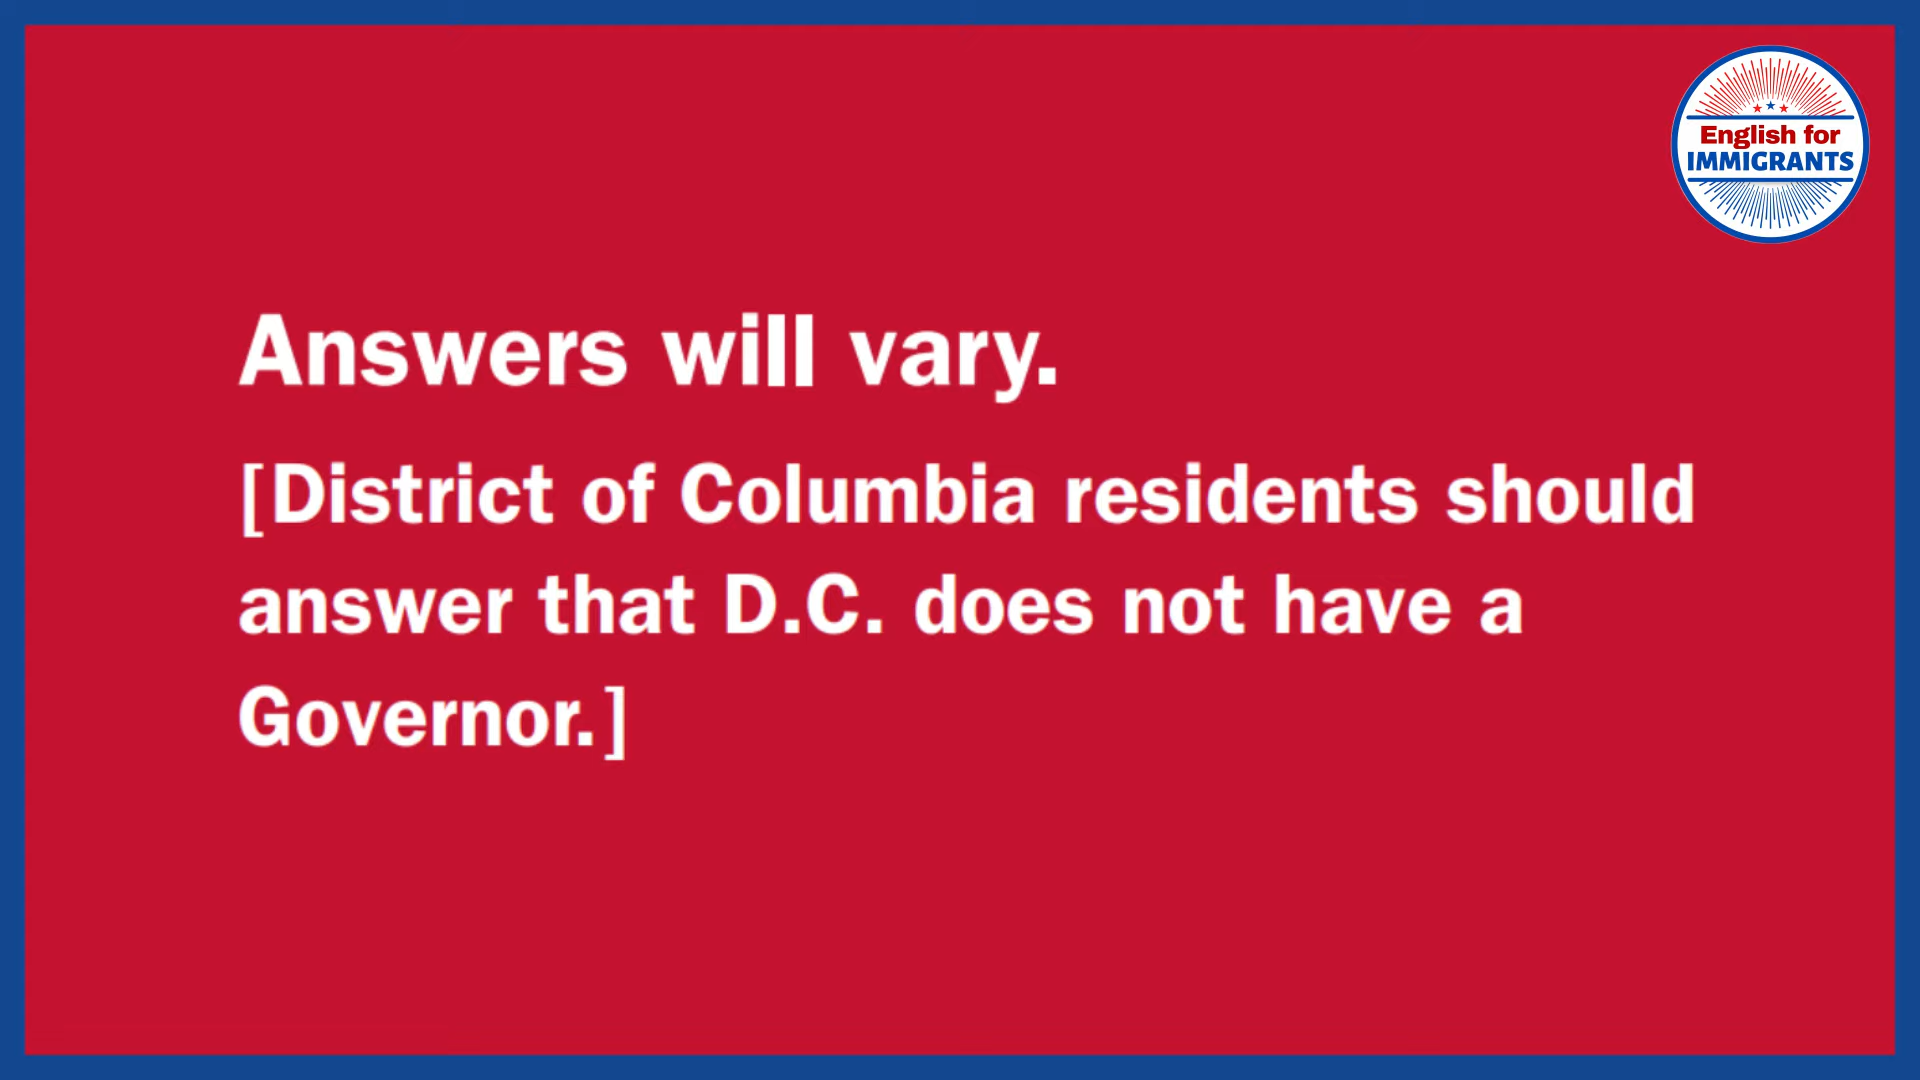 English for
IMMIGRANTS
Answers will vary.
[District of Columbia residents should
answer that D.C. does not have a
Governor.]